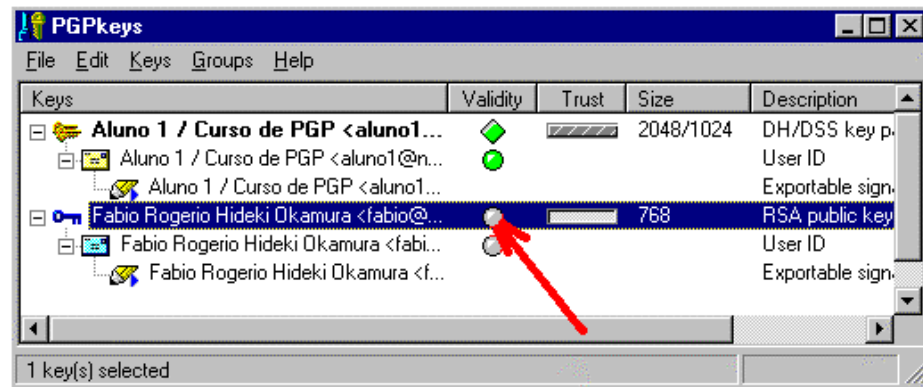 PGPkeys
File Edit Keys Groups Help
Keys Validity Trust Size Description
Aluno 1 / Curso de PGP <aluno1... 2048/1024 DH/DSS key p
Aluno 1 / Curso de PGP <aluno1@n... User ID
Aluno 1 / Curso de PGP <aluno1... Exportable sign
Fabio Rogerio Hideki Okamura <fabio@... 768 RSA public key
Fabio Rogerio Hideki Okamura <fabi... User ID
Fabio Rogerio Hideki Okamura <f... Exportable sign
1 key(s) selected